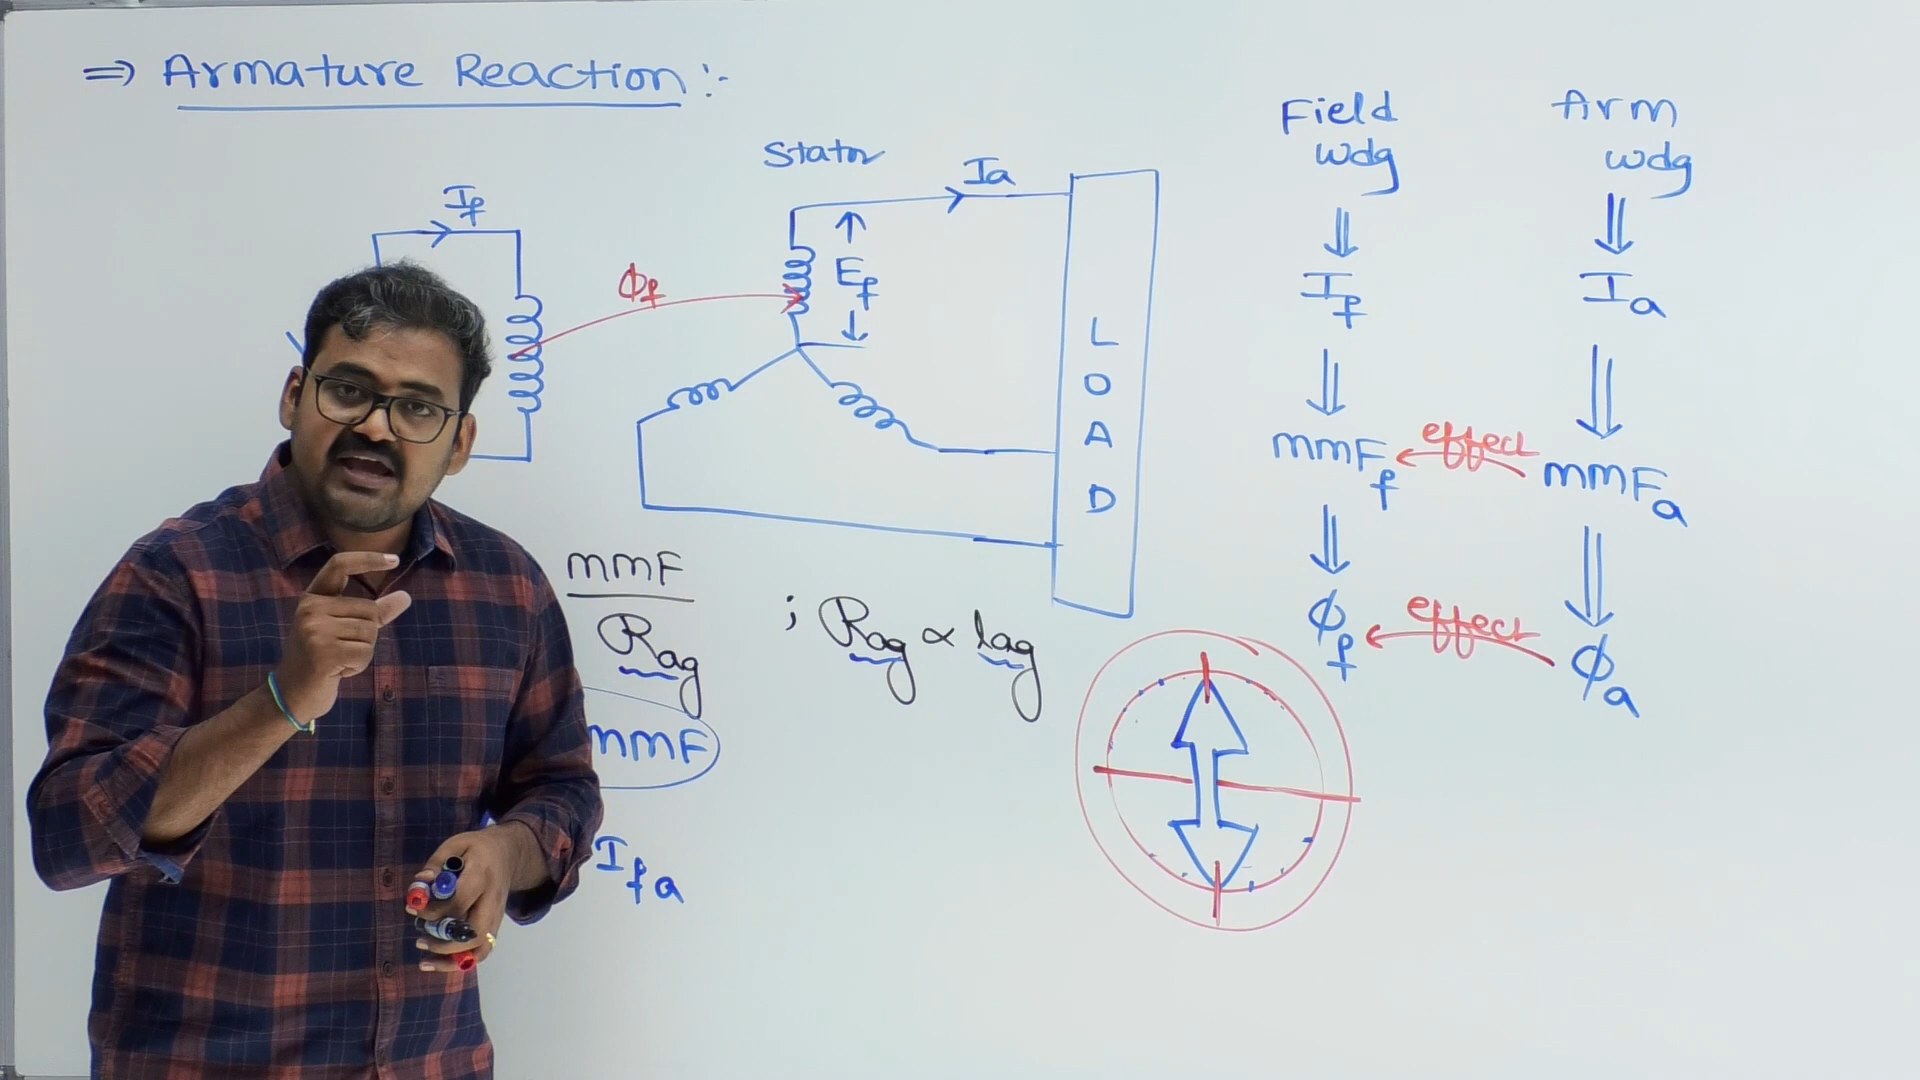 ⇒ Armature Reaction :-
Field
wdg
Arm
wdg
Stator
Ia
If
ϕf
Ef
LOAD
⇓ ⇓
If Ia
⇓ ⇓
mmFf ← effect mmFa
⇓ ⇓
ϕf ← effect ϕa
mmF
Rag ; Rag ∝ lag
mmF
Ifa